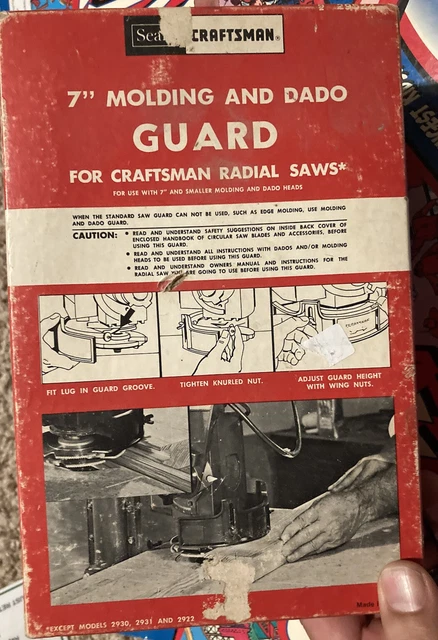 Sea CRAFTSMAN®
7" MOLDING AND DADO
GUARD
FOR CRAFTSMAN RADIAL SAWS*
FOR USE WITH 7" AND SMALLER MOLDING AND DADO HEADS
WHEN THE STANDARD SAW GUARD CAN NOT BE USED, SUCH AS EDGE MOLDING, USE MOLDING
AND DADO GUARD.
CAUTION: • READ AND UNDERSTAND SAFETY SUGGESTIONS ON INSIDE BACK COVER OF
ENCLOSED HANDBOOK OF CIRCULAR SAW BLADES AND ACCESSORIES, BEFORE
USING THIS GUARD.
• READ AND UNDERSTAND ALL INSTRUCTIONS WITH DADOS AND/OR MOLDING
HEADS TO BE USED BEFORE USING THIS GUARD.
• READ AND UNDERSTAND OWNERS MANUAL AND INSTRUCTIONS FOR THE
RADIAL SAW YOU ARE GOING TO USE BEFORE USING THIS GUARD.
CRAFTSMAN
FIT LUG IN GUARD GROOVE.
TIGHTEN KNURLED NUT.
ADJUST GUARD HEIGHT
WITH WING NUTS.
Made
*EXCEPT MODELS 2930, 2931 AND 2922